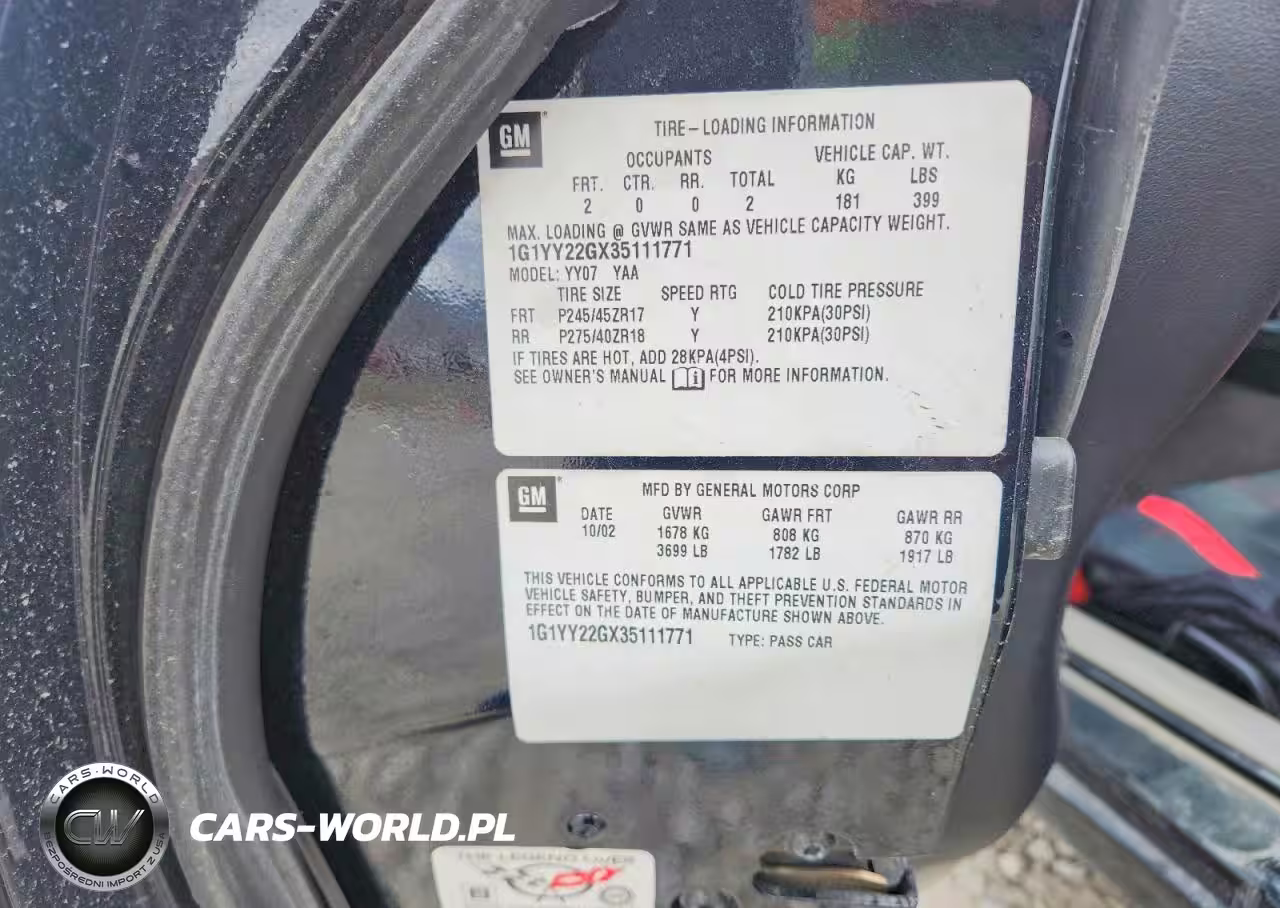 GM
TIRE-LOADING INFORMATION
OCCUPANTS VEHICLE CAP. WT.
FRT. CTR. RR. TOTAL KG LBS
2 0 0 2 181 399
MAX. LOADING @ GVWR SAME AS VEHICLE CAPACITY WEIGHT.
1G1YY22GX35111771
MODEL: YY07 YAA
TIRE SIZE SPEED RTG COLD TIRE PRESSURE
FRT P245/45ZR17 Y 210KPA(30PSI)
RR P275/40ZR18 Y 210KPA(30PSI)
IF TIRES ARE HOT, ADD 28KPA(4PSI).
SEE OWNER'S MANUAL FOR MORE INFORMATION.
GM
MFD BY GENERAL MOTORS CORP
DATE GVWR GAWR FRT GAWR RR
10/02 1678 KG 808 KG 870 KG
3699 LB 1782 LB 1917 LB
THIS VEHICLE CONFORMS TO ALL APPLICABLE U.S. FEDERAL MOTOR
VEHICLE SAFETY, BUMPER, AND THEFT PREVENTION STANDARDS IN
EFFECT ON THE DATE OF MANUFACTURE SHOWN ABOVE.
1G1YY22GX35111771 TYPE: PASS CAR
CARS-WORLD
CW
BEZPOŚREDNI IMPORT Z USA
CARS-WORLD.PL